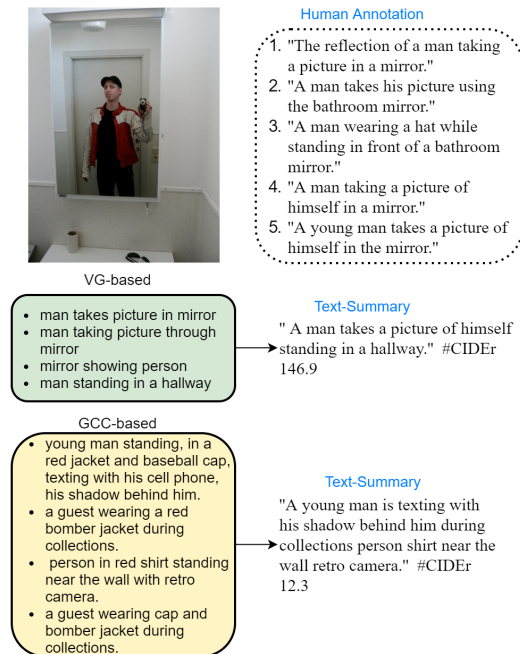 Human Annotation
1. "The reflection of a man taking
a picture in a mirror."
2. "A man takes his picture using
the bathroom mirror."
3. "A man wearing a hat while
standing in front of a bathroom
mirror."
4. "A man taking a picture of
himself in a mirror."
5. "A young man takes a picture of
himself in the mirror."
VG-based
• man takes picture in mirror
• man taking picture through
mirror
• mirror showing person
• man standing in a hallway
Text-Summary
" A man takes a picture of himself
standing in a hallway." #CIDEr
146.9
GCC-based
• young man standing, in a
red jacket and baseball cap,
texting with his cell phone,
his shadow behind him.
• a guest wearing a red
bomber jacket during
collections.
• person in red shirt standing
near the wall with retro
camera.
• a guest wearing cap and
bomber jacket during
collections.
Text-Summary
"A young man is texting with
his shadow behind him during
collections person shirt near the
wall retro camera." #CIDEr
12.3